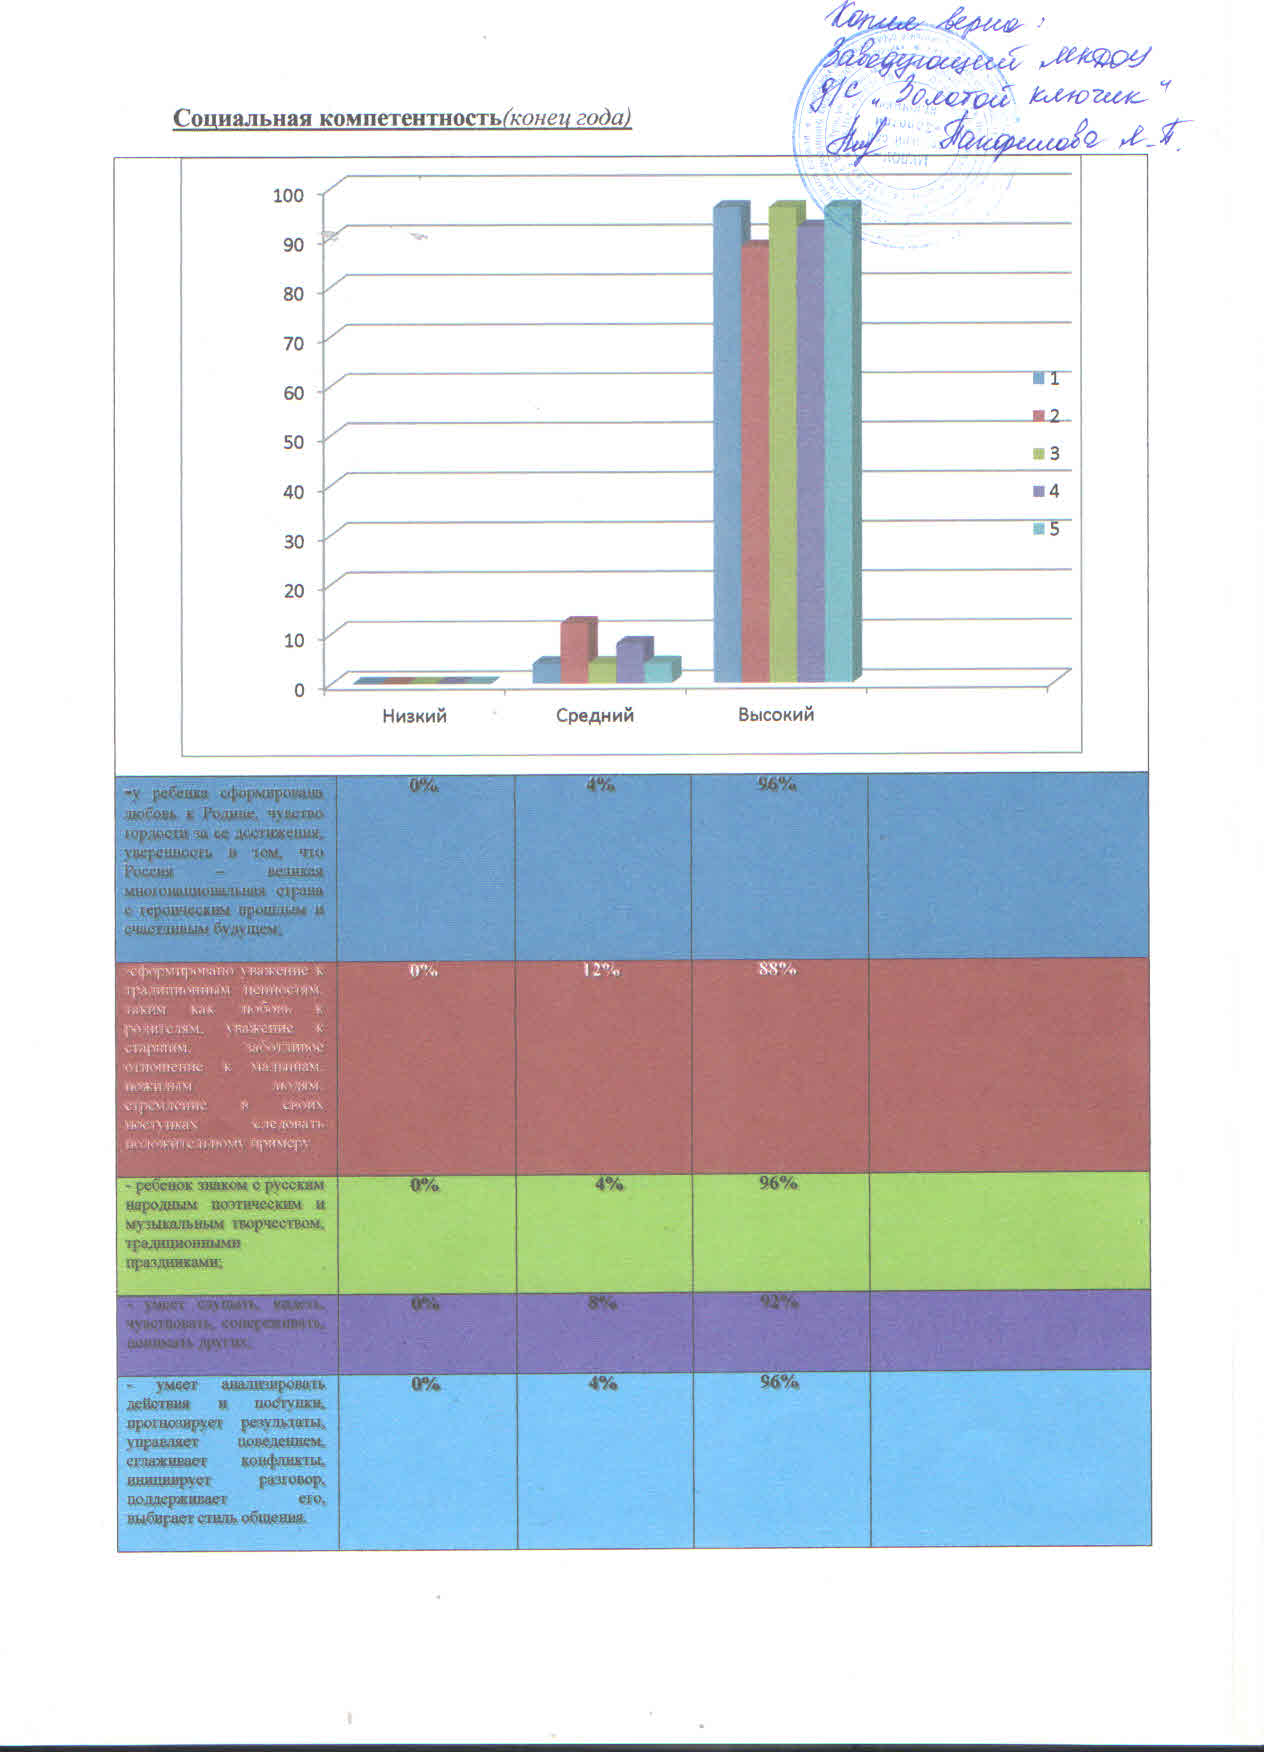 Копия верна:
Заведующий МКДОУ
д/с "Золотой ключик"
Панфилова Л.П.
Социальная компетентность(конец года)
100
90
80
70
60
50
40
30
20
10
0
Низкий Средний Высокий
1
2
3
4
5
-у ребенка сформирована 0% 4% 96%
любовь к Родине, чувство
гордости за ее достижения,
уверенность в том, что
Россия – великая
многонациональная страна
с героическим прошлым и
счастливым будущем;
-сформировано уважение к 0% 12% 88%
традиционным ценностям,
таким как любовь к
родителям, уважение к
старшим, заботливое
отношение к малышам,
пожилым людям,
стремление в своих
поступках следовать
положительному примеру
- ребенок знаком с русским 0% 4% 96%
народным поэтическим и
музыкальным творчеством,
традиционными
праздниками;
- умеет слушать, видеть, 0% 8% 92%
чувствовать, сопереживать,
понимать других;
- умеет анализировать 0% 4% 96%
действия и поступки,
прогнозирует результаты,
управляет поведением,
сглаживает конфликты,
инициирует разговор,
поддерживает его,
выбирает стиль общения.